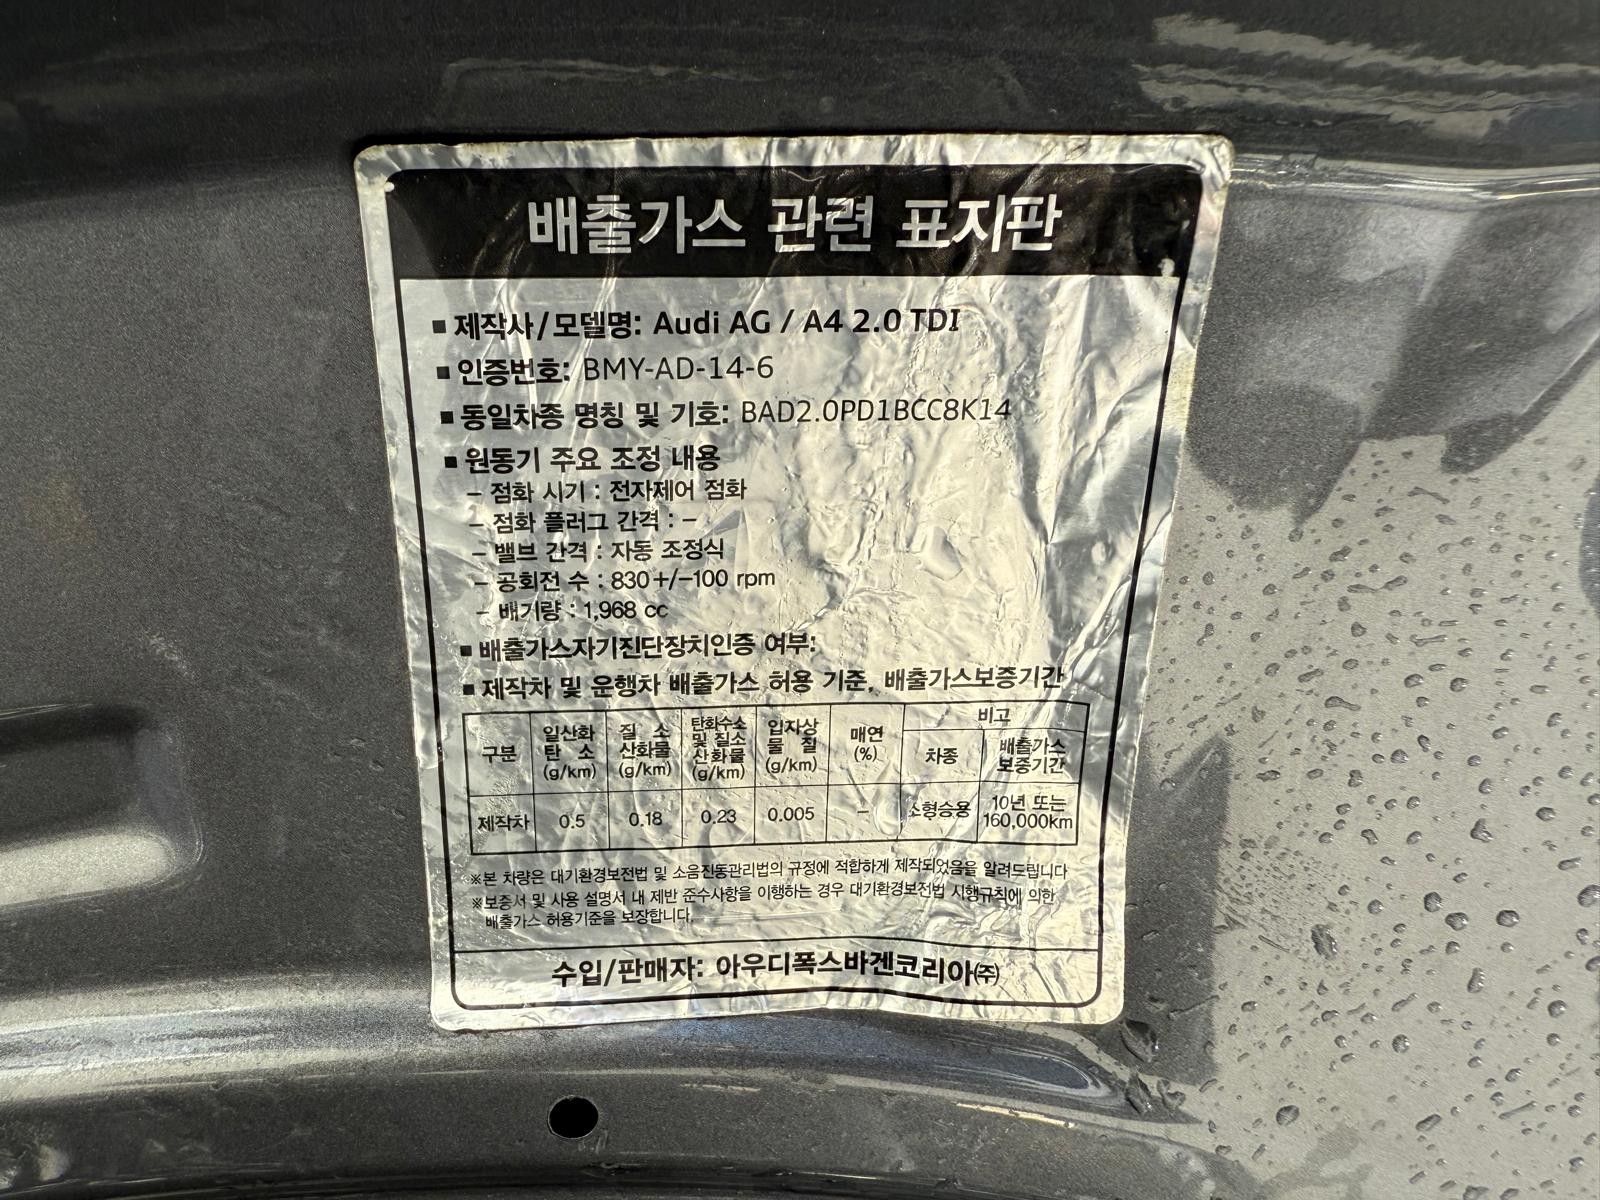 배출가스 관련 표지판
■ 제작사/모델명: Audi AG / A4 2.0 TDI
■ 인증번호: BMY-AD-14-6
■ 동일차종 명칭 및 기호: BAD2.0PD1BCC8K14
■ 원동기 주요 조정 내용
– 점화 시기 : 전자제어 점화
– 점화 플러그 간격 : –
– 밸브 간격 : 자동 조정식
– 공회전 수 : 830+/–100 rpm
– 배기량 : 1,968 cc
■ 배출가스자기진단장치인증 여부:
■ 제작차 및 운행차 배출가스 허용 기준, 배출가스보증기간
구분 일산화탄소(g/km) 질소산화물(g/km) 탄화수소및질소산화물(g/km) 입자상물질(g/km) 매연(%) 비고
차종 배출가스보증기간
제작차 0.5 0.18 0.23 0.005 – 소형승용 10년 또는 160,000km
※본 차량은 대기환경보전법 및 소음진동관리법의 규정에 적합하게 제작되었음을 알려드립니다
※보증서 및 사용 설명서 내 제반 준수사항을 이행하는 경우 대기환경보전법 시행규칙에 의한
배출가스 허용기준을 보장합니다.
수입/판매자: 아우디폭스바겐코리아㈜